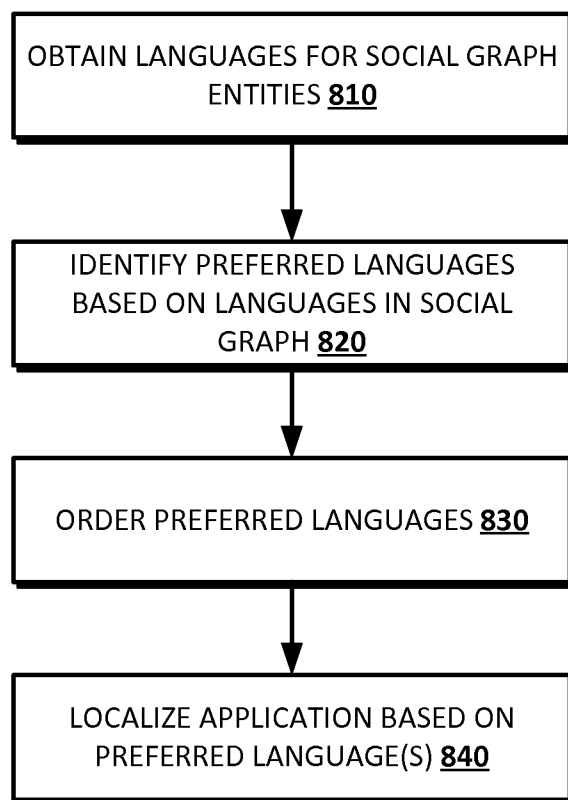 OBTAIN LANGUAGES FOR SOCIAL GRAPH
ENTITIES 810
IDENTIFY PREFERRED LANGUAGES
BASED ON LANGUAGES IN SOCIAL
GRAPH 820
ORDER PREFERRED LANGUAGES 830
LOCALIZE APPLICATION BASED ON
PREFERRED LANGUAGE(S) 840